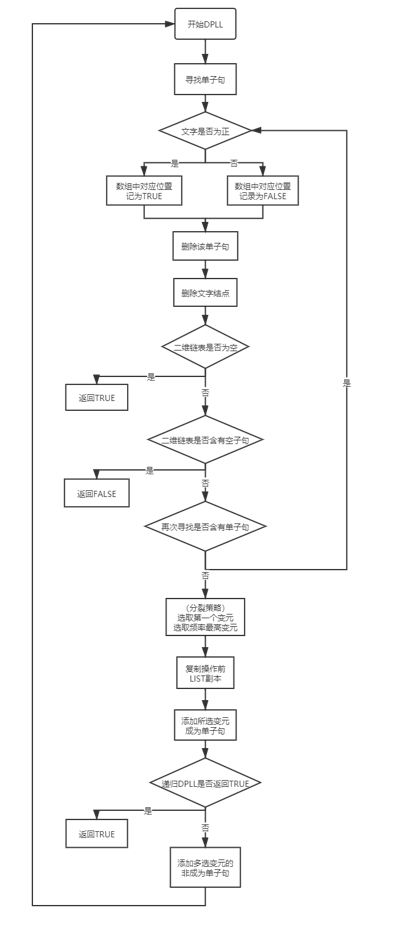 开始DPLL
寻找单子句
文字是否为正
是
否
数组中对应位置
记为TRUE
数组中对应位置
记录为FALSE
删除该单子句
删除文字结点
二维链表是否为空
是
返回TRUE
否
是
二维链表是否含有空子句
是
返回FALSE
否
再次寻找是否含有单子句
否
（分裂策略）
选取第一个变元
选取频率最高变元
复制操作前
LIST副本
添加所选变元
成为单子句
递归DPLL是否返回TRUE
是
返回TRUE
否
添加多选变元的
非成为单子句